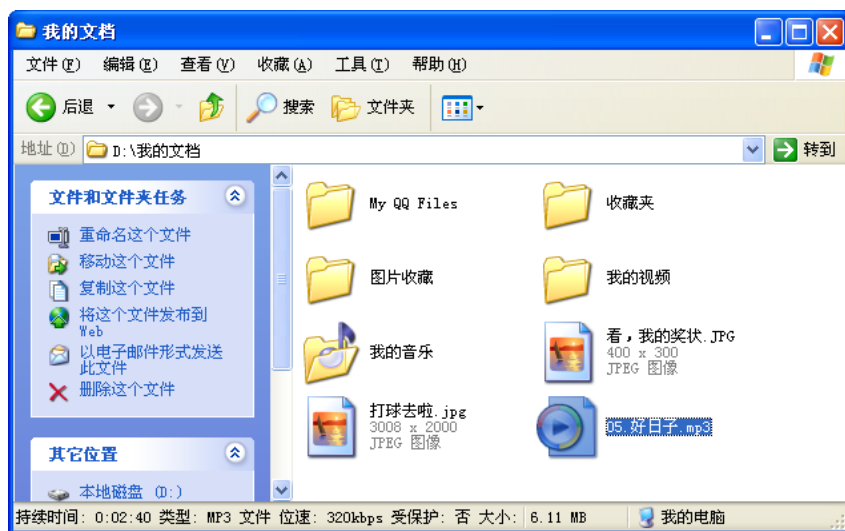 我的文档
文件(F) 编辑(E) 查看(V) 收藏(A) 工具(T) 帮助(H)
后退 搜索 文件夹
地址(D) D:\我的文档 转到
文件和文件夹任务
重命名这个文件
移动这个文件
复制这个文件
将这个文件发布到
Web
以电子邮件形式发送
此文件
删除这个文件
其它位置
本地磁盘 (D:)
My QQ Files
收藏夹
图片收藏
我的视频
我的音乐
看，我的奖状.JPG
400 x 300
JPEG 图像
打球去啦.jpg
3008 x 2000
JPEG 图像
05.好日子.mp3
持续时间: 0:02:40 类型: MP3 文件 位速: 320kbps 受保护: 否 大小: 6.11 MB 我的电脑